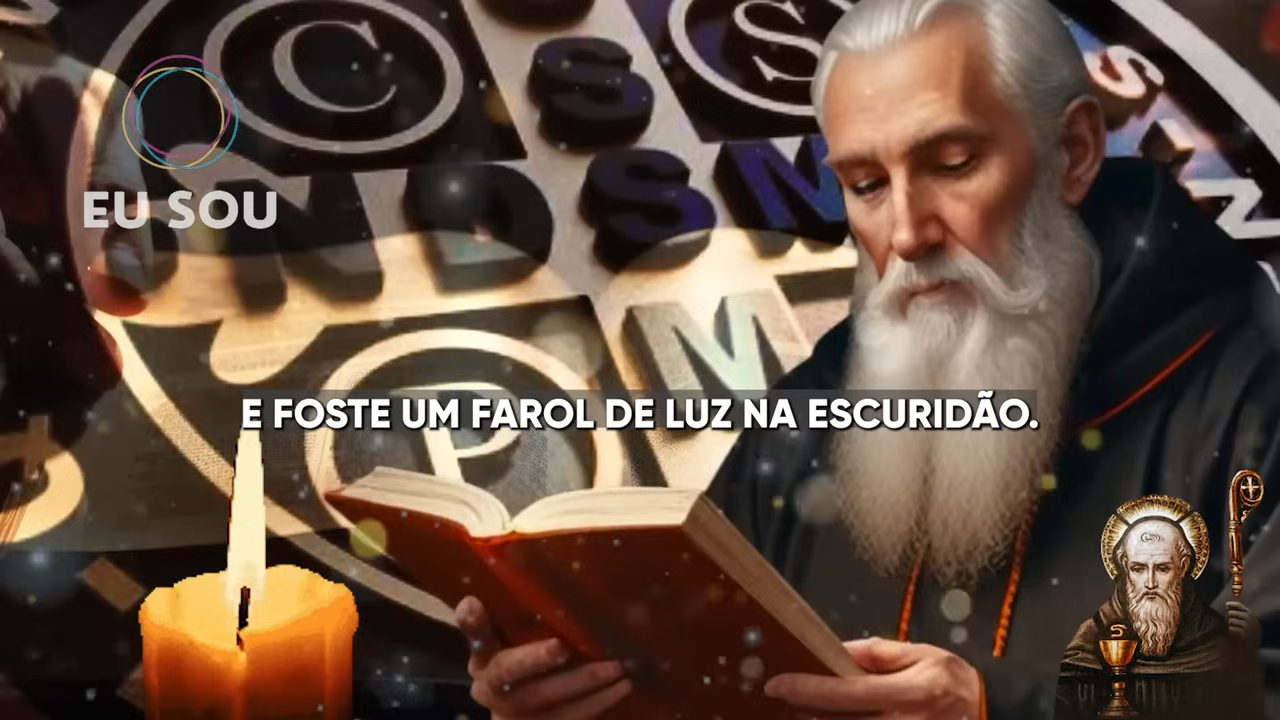 C
S
S
EU SOU
N D S M
S
P
M
E FOSTE UM FAROL DE LUZ NA ESCURIDÃO.